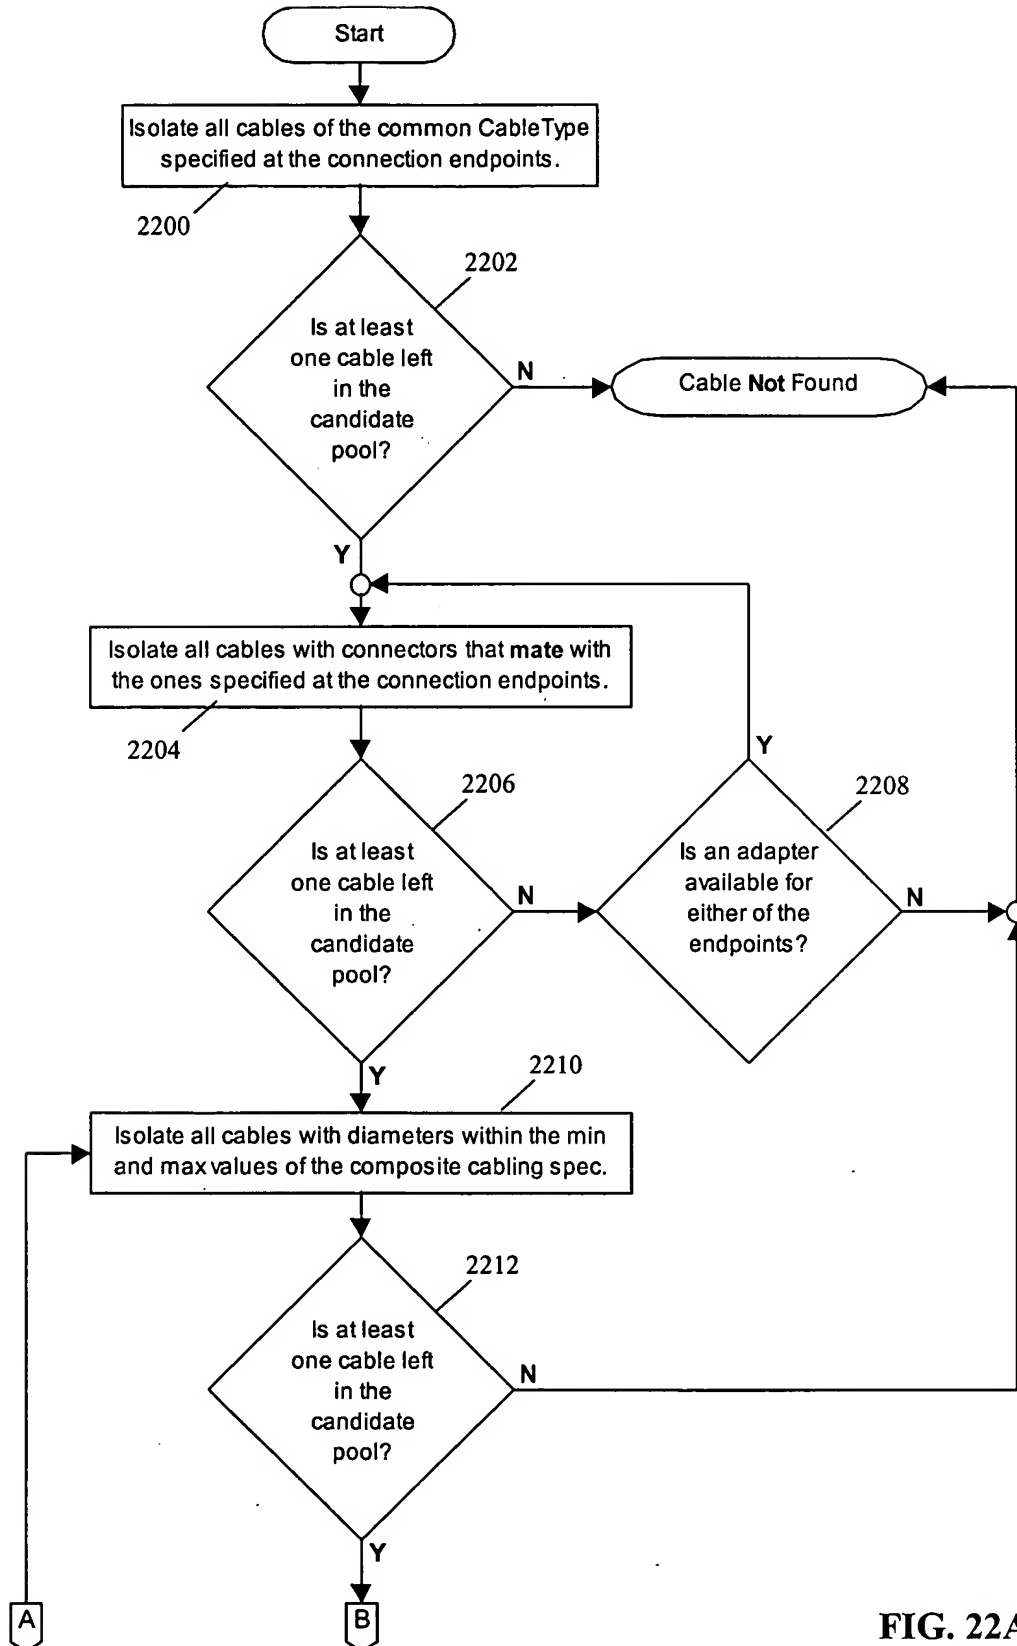 Start
Isolate all cables of the common CableType
specified at the connection endpoints.
2200
2202
Is at least
one cable left
in the
candidate
pool?
N
Cable Not Found
Y
Isolate all cables with connectors that mate with
the ones specified at the connection endpoints.
2204
Y
2206
2208
Is at least
one cable left
in the
candidate
pool?
N
Is an adapter
available for
either of the
endpoints?
N
Y
2210
Isolate all cables with diameters within the min
and max values of the composite cabling spec.
2212
Is at least
one cable left
in the
candidate
pool?
N
Y
A
B
FIG. 22A